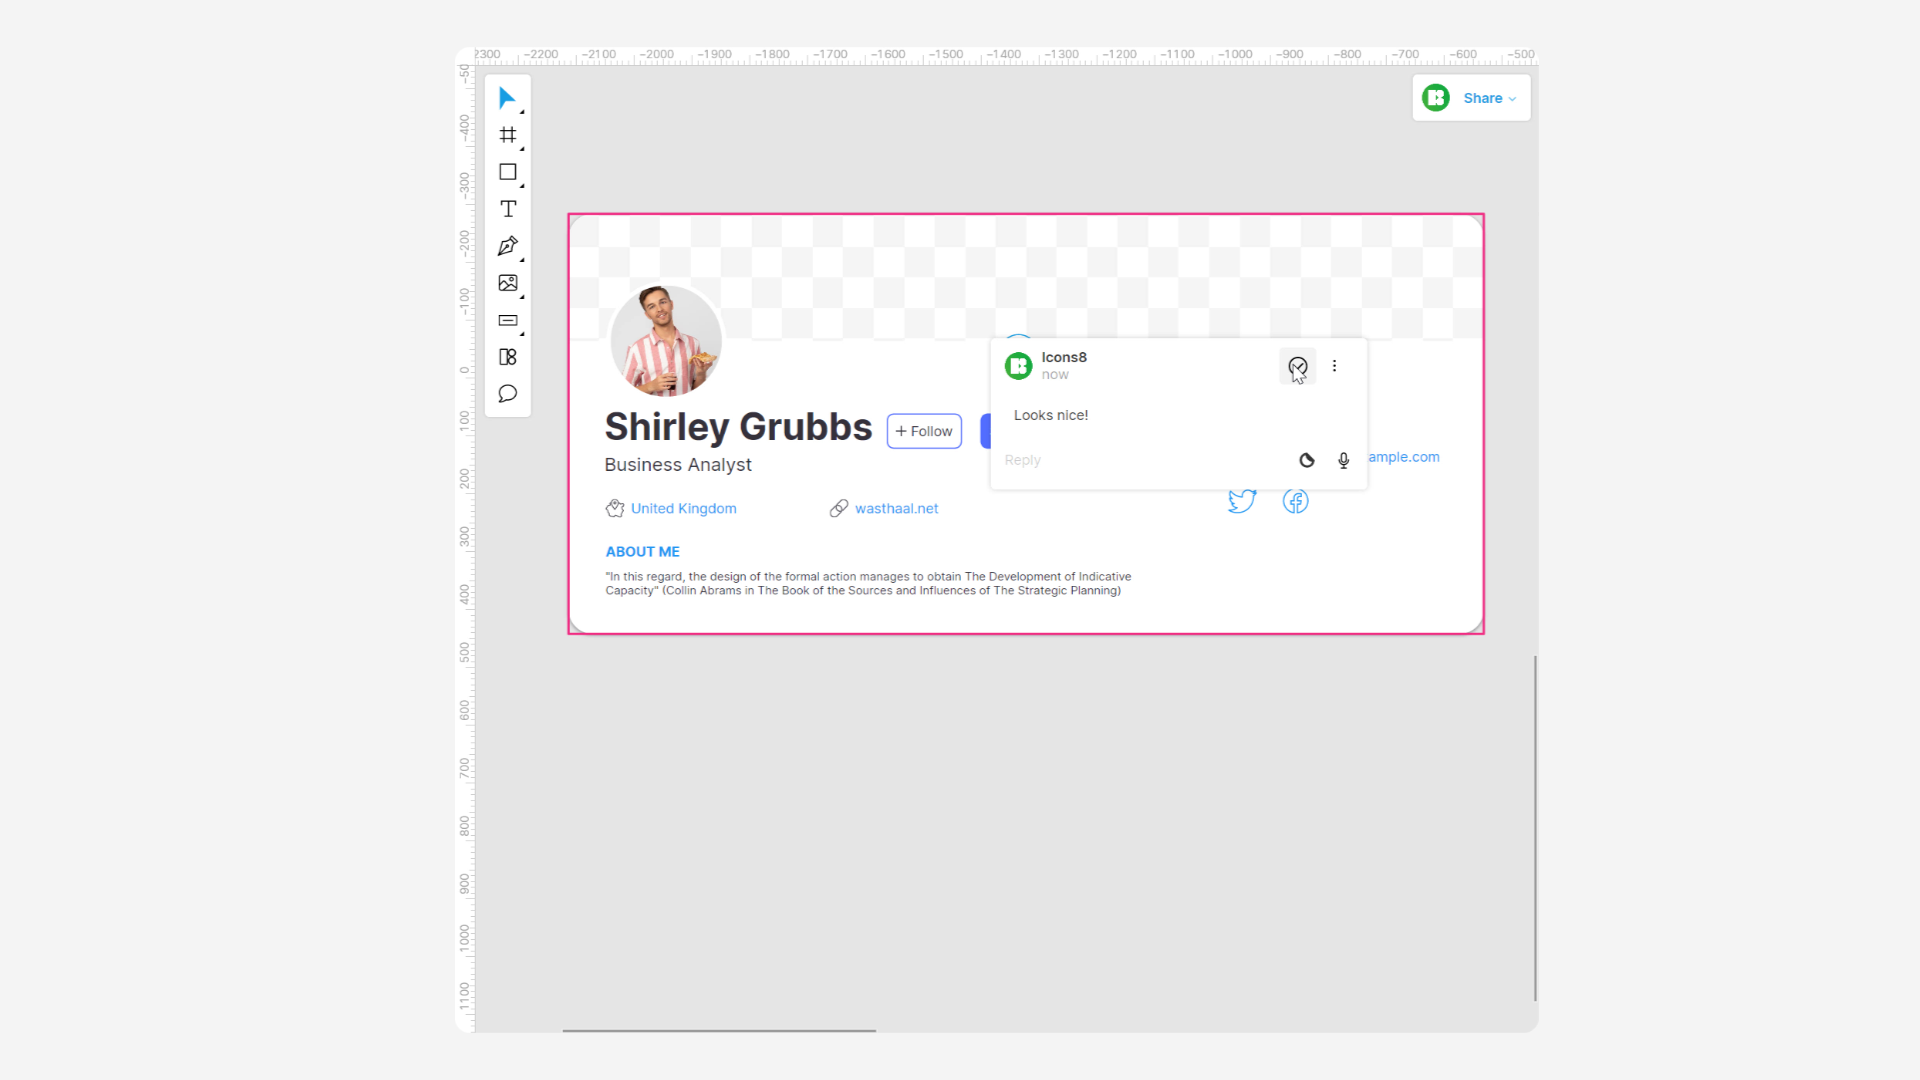 2300 -2200 -2100 -2000 -1900 -1800 -1700 -1600 -1500 -1400 -1300 -1200 -1100 -1000 -900 -800 -700 -600 -500
-50
-400
-300
-200
-100
0
100
200
300
400
500
600
700
800
900
1000
1100
Share
Icons8
now
Looks nice!
Reply
Shirley Grubbs
+ Follow
Business Analyst
ample.com
United Kingdom
wasthaal.net
ABOUT ME
"In this regard, the design of the formal action manages to obtain The Development of Indicative
Capacity" (Collin Abrams in The Book of the Sources and Influences of The Strategic Planning)